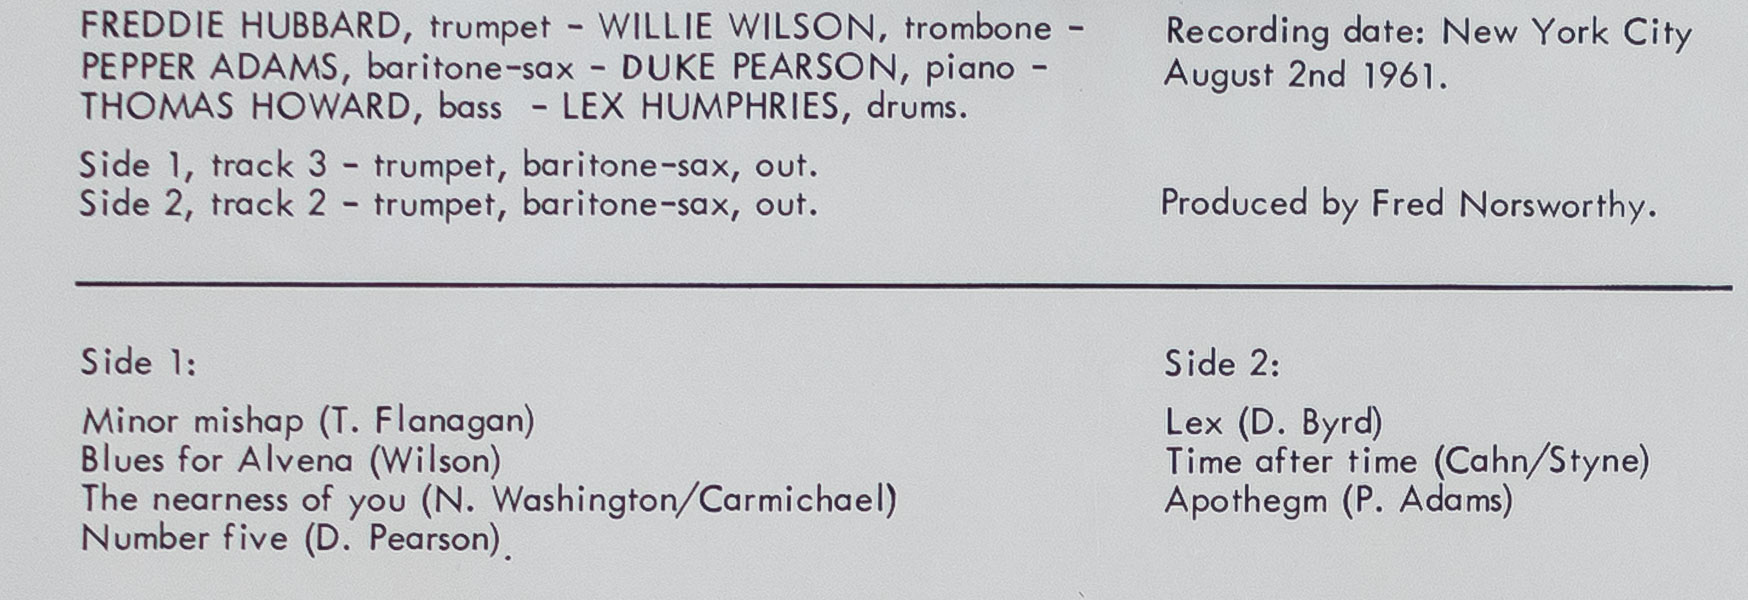 FREDDIE HUBBARD, trumpet - WILLIE WILSON, trombone -
PEPPER ADAMS, baritone-sax - DUKE PEARSON, piano -
THOMAS HOWARD, bass - LEX HUMPHRIES, drums.
Side 1, track 3 - trumpet, baritone-sax, out.
Side 2, track 2 - trumpet, baritone-sax, out.
Recording date: New York City
August 2nd 1961.
Produced by Fred Norsworthy.
Side 1:
Minor mishap (T. Flanagan)
Blues for Alvena (Wilson)
The nearness of you (N. Washington/Carmichael)
Number five (D. Pearson).
Side 2:
Lex (D. Byrd)
Time after time (Cahn/Styne)
Apothegm (P. Adams)